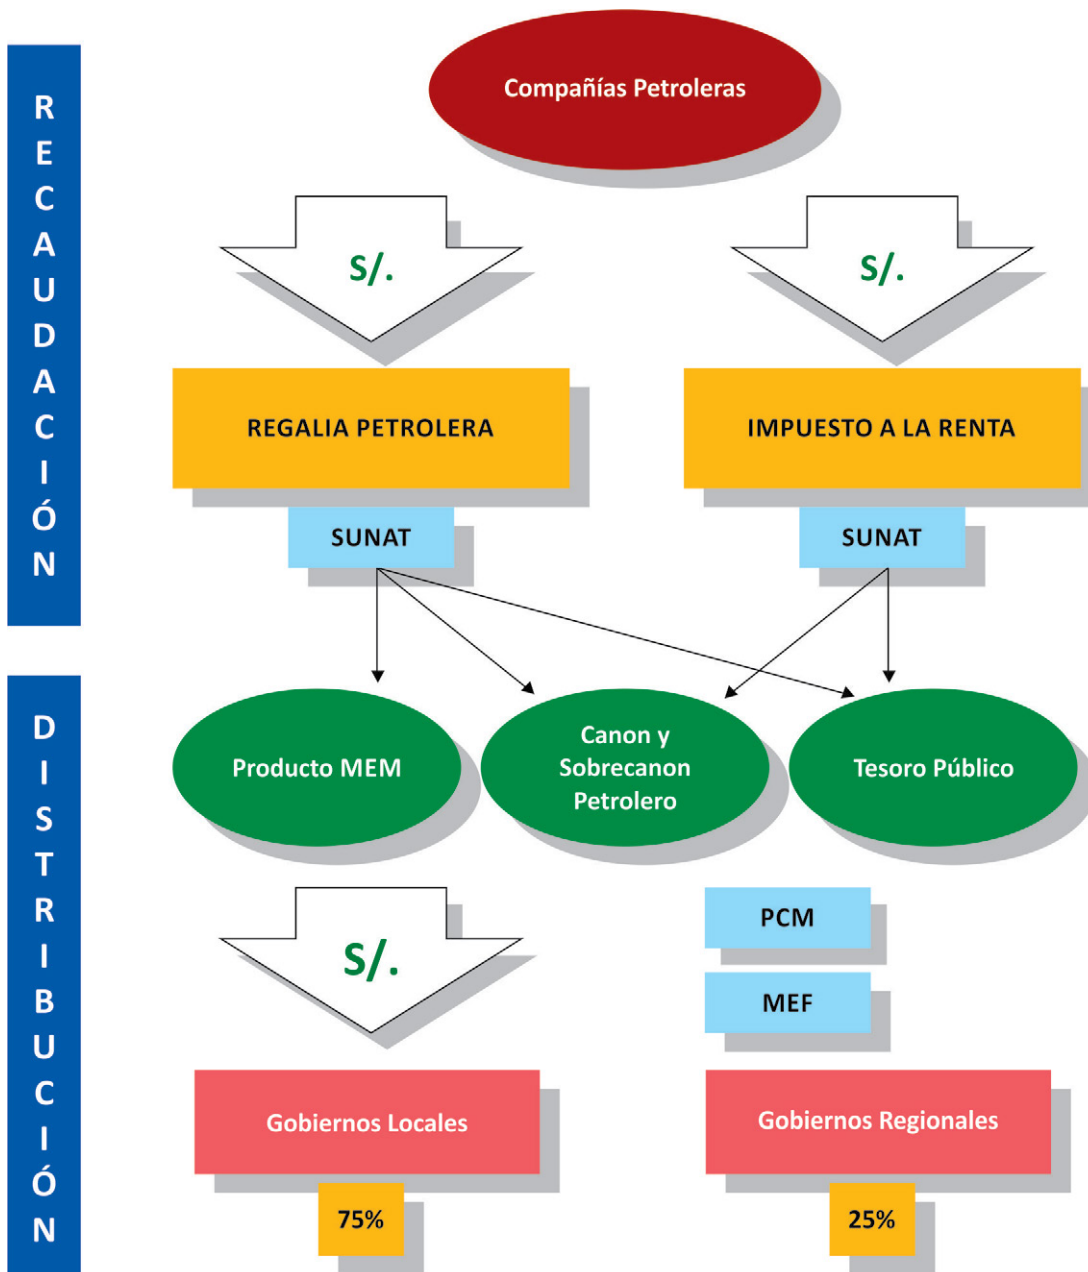 RECAUDACIÓN
Compañías Petroleras
S/.
S/.
REGALIA PETROLERA
IMPUESTO A LA RENTA
SUNAT
SUNAT
DISTRIBUCIÓN
Producto MEM
Canon y
Sobrecanon
Petrolero
Tesoro Público
S/.
PCM
MEF
Gobiernos Locales
Gobiernos Regionales
75%
25%